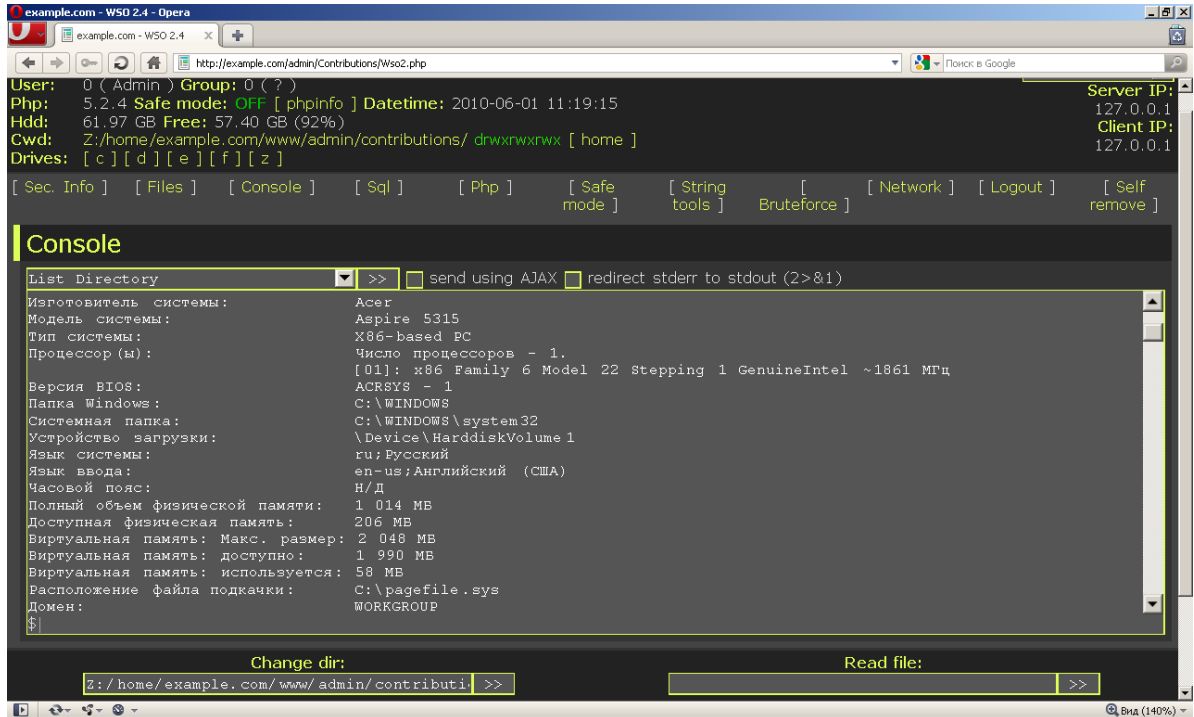 example.com - WSO 2.4 - Opera
example.com - WSO 2.4
http://example.com/admin/Contributions/Wso2.php
Поиск в Google
User: 0 ( Admin ) Group: 0 ( ? )
Php: 5.2.4 Safe mode: OFF [ phpinfo ] Datetime: 2010-06-01 11:19:15
Hdd: 61.97 GB Free: 57.40 GB (92%)
Cwd: Z:/home/example.com/www/admin/contributions/ drwxrwxrwx [ home ]
Drives: [ c ] [ d ] [ e ] [ f ] [ z ]
Server IP:
127.0.0.1
Client IP:
127.0.0.1
[ Sec. Info ] [ Files ] [ Console ] [ Sql ] [ Php ] [ Safe mode ] [ String tools ] [ Bruteforce ] [ Network ] [ Logout ] [ Self remove ]
Console
List Directory >> send using AJAX redirect stderr to stdout (2>&1)
Изготовитель системы: Acer
Модель системы: Aspire 5315
Тип системы: X86-based PC
Процессор(ы): Число процессоров - 1.
[01]: x86 Family 6 Model 22 Stepping 1 GenuineIntel ~1861 МГц
Версия BIOS: ACRSYS - 1
Папка Windows: C:\WINDOWS
Системная папка: C:\WINDOWS\system32
Устройство загрузки: \Device\HarddiskVolume1
Язык системы: ru;Русский
Язык ввода: en-us;Английский (США)
Часовой пояс: Н/Д
Полный объем физической памяти: 1 014 МБ
Доступная физическая память: 206 МБ
Виртуальная память: Макс. размер: 2 048 МБ
Виртуальная память: доступно: 1 990 МБ
Виртуальная память: используется: 58 МБ
Расположение файла подкачки: C:\pagefile.sys
Домен: WORKGROUP
$
Change dir:
Z:/home/example.com/www/admin/contributi >>
Read file:
>>
Вид (140%)